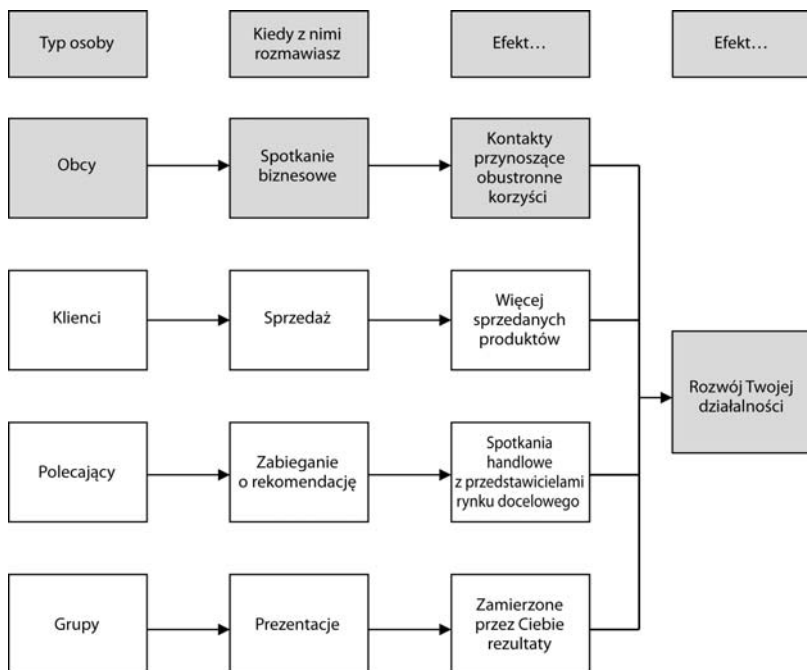 Typ osoby
Kiedy z nimi
rozmawiasz
Efekt…
Efekt…
Obcy
Spotkanie
biznesowe
Kontakty
przynoszące
obustronne
korzyści
Klienci
Sprzedaż
Więcej
sprzedanych
produktów
Rozwój Twojej
działalności
Polecający
Zabieganie
o rekomendację
Spotkania
handlowe
z przedstawicielami
rynku docelowego
Grupy
Prezentacje
Zamierzone
przez Ciebie
rezultaty